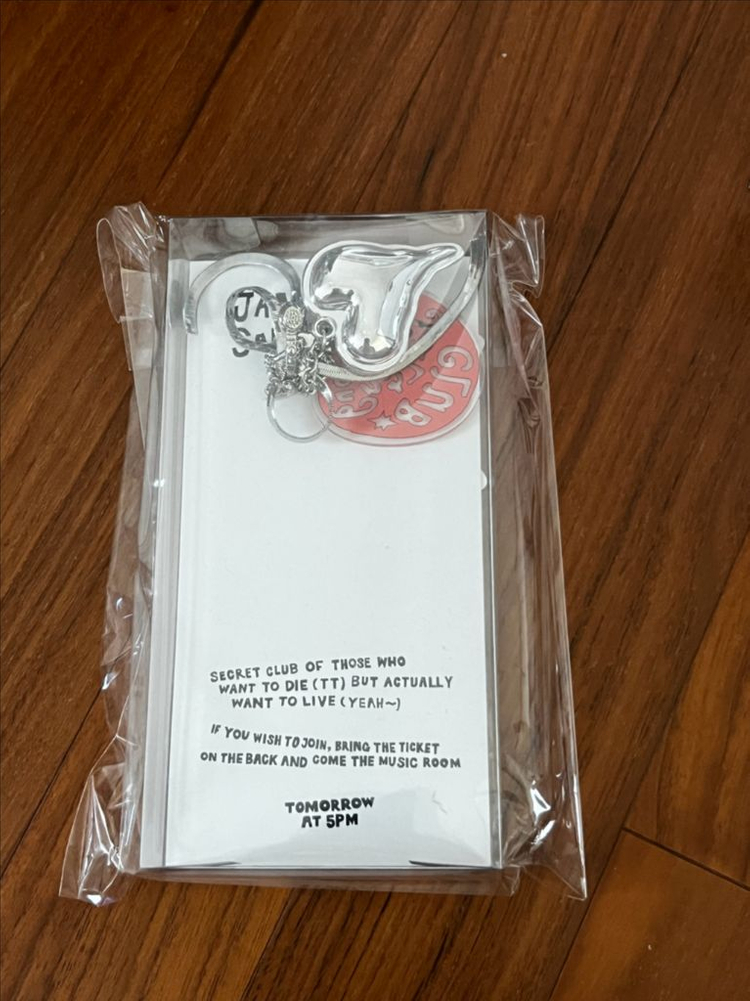 CLUB
SECRET CLUB OF THOSE WHO
WANT TO DIE (TT) BUT ACTUALLY
WANT TO LIVE (YEAH~)
IF YOU WISH TO JOIN, BRING THE TICKET
ON THE BACK AND COME THE MUSIC ROOM
TOMORROW
AT 5PM